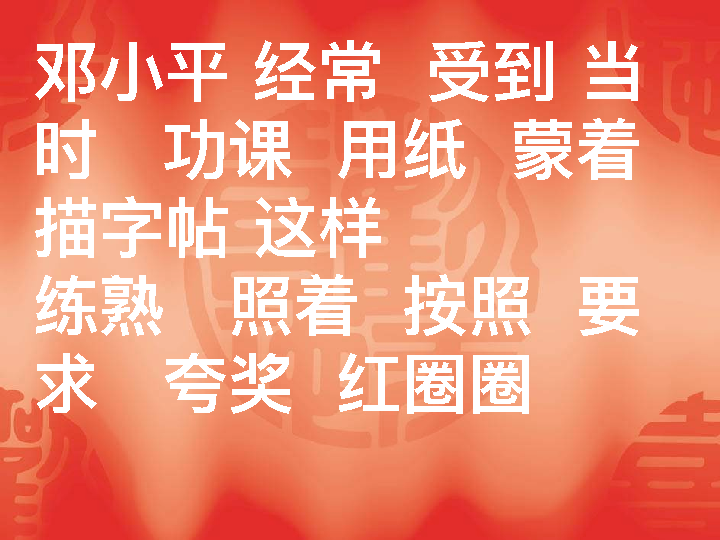 邓小平 经常 受到 当
时 功课 用纸 蒙着
描字帖 这样
练熟 照着 按照 要
求 夸奖 红圈圈